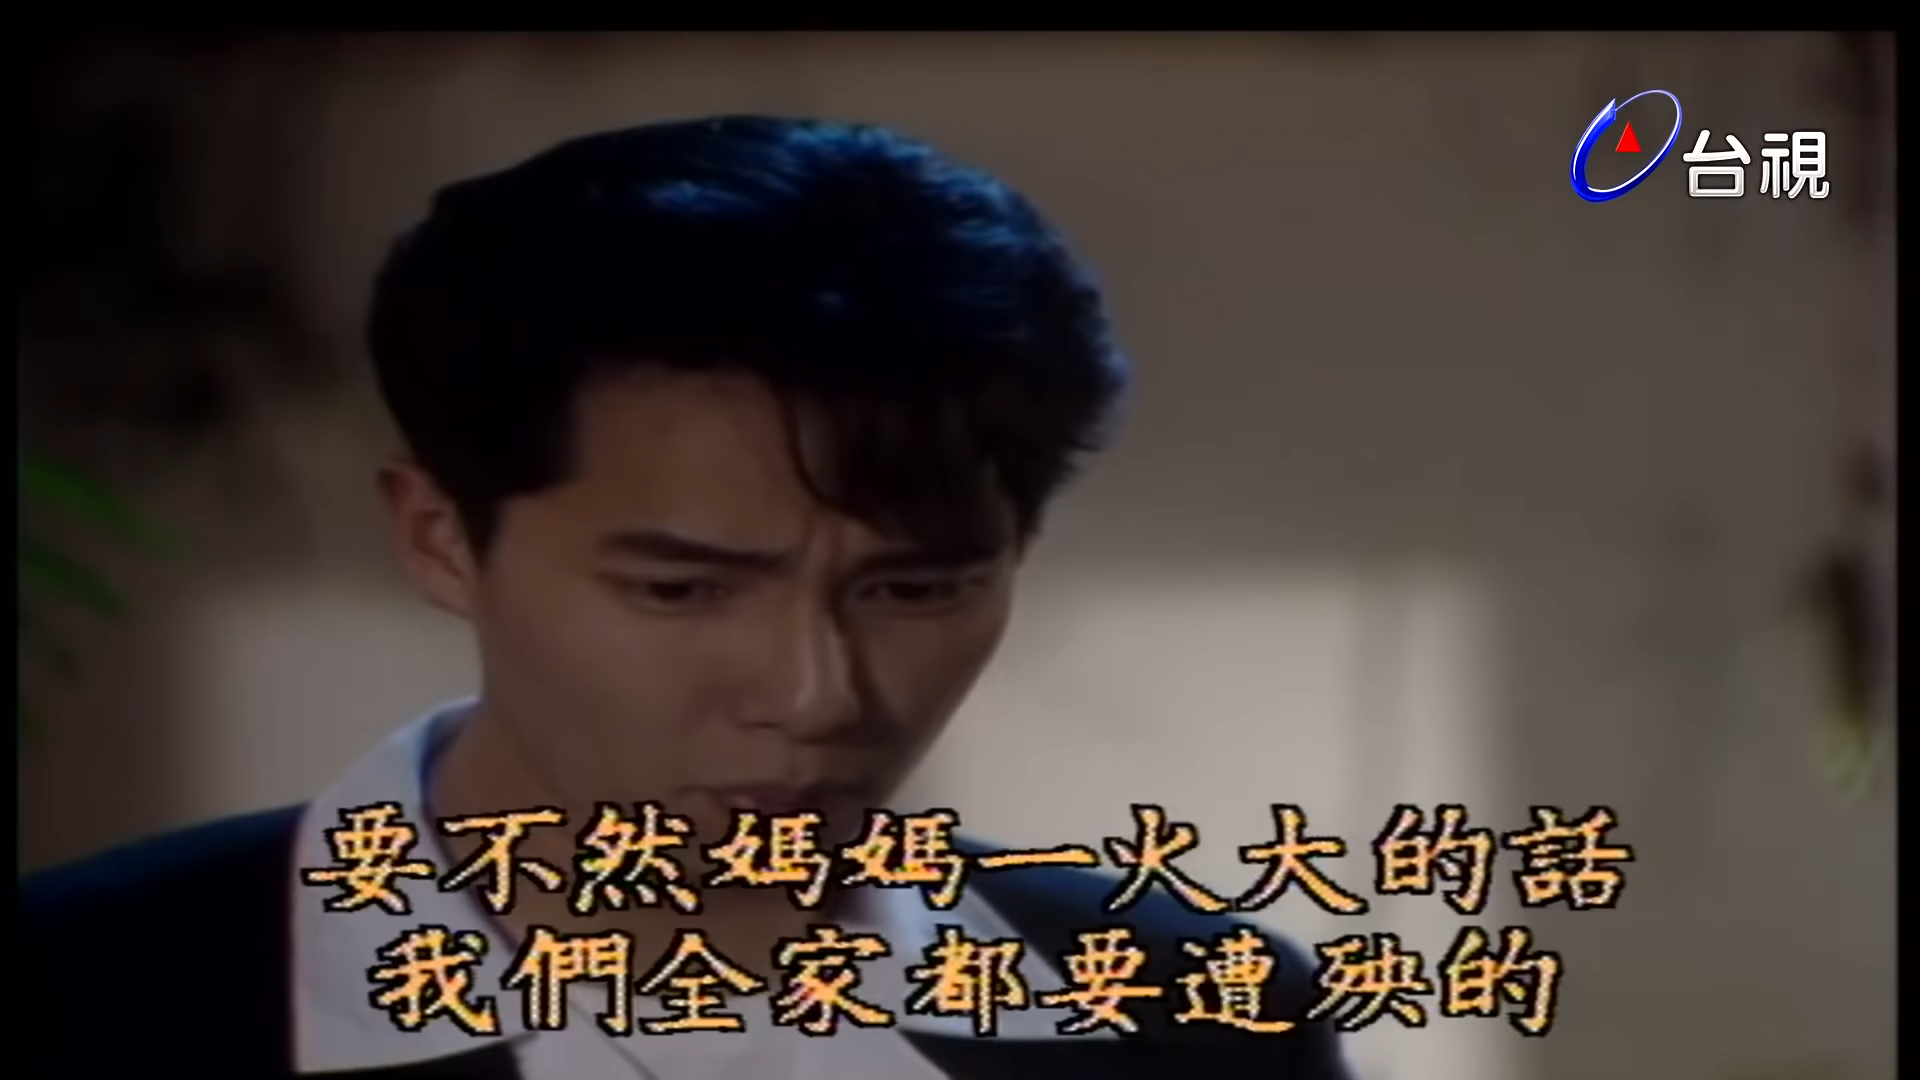 台視
要不然媽媽一火大的話
我們全家都要遭殃的